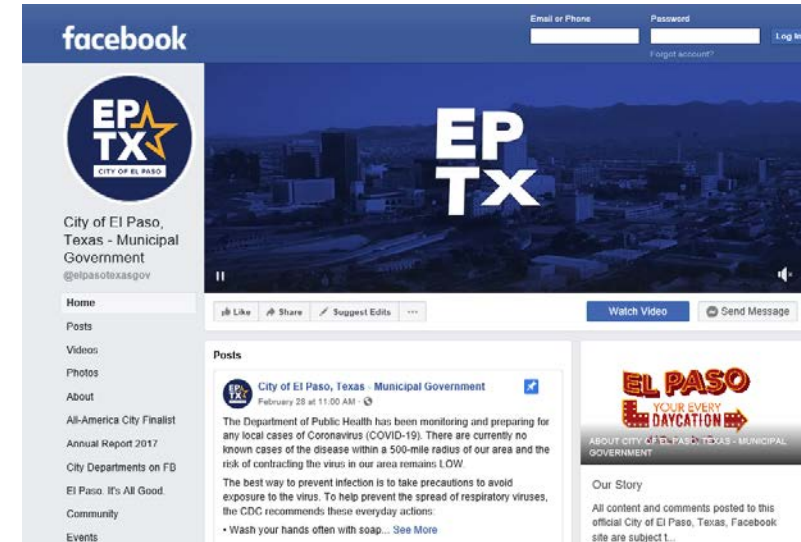 facebook
Email or Phone
Password
Log In
Forgot account?
EP
TX
CITY OF EL PASO
EP
TX
City of El Paso,
Texas - Municipal
Government
@elpasotexasgov
Home
Posts
Videos
Photos
About
All-America City Finalist
Annual Report 2017
City Departments on FB
El Paso. It's All Good.
Community
Events
Like
Share
Suggest Edits
...
Watch Video
Send Message
Posts
EP
TX
City of El Paso, Texas - Municipal Government
February 28 at 11:00 AM ·
The Department of Public Health has been monitoring and preparing for
any local cases of Coronavirus (COVID-19). There are currently no
known cases of the disease within a 500-mile radius of our area and the
risk of contracting the virus in our area remains LOW.
The best way to prevent infection is to take precautions to avoid
exposure to the virus. To help prevent the spread of respiratory viruses,
the CDC recommends these everyday actions:
• Wash your hands often with soap... See More
EL PASO
YOUR EVERY
DAYCATION
ABOUT CITY OF EL PASO, TEXAS - MUNICIPAL
GOVERNMENT
Our Story
All content and comments posted to this
official City of El Paso, Texas, Facebook
site are subject t...